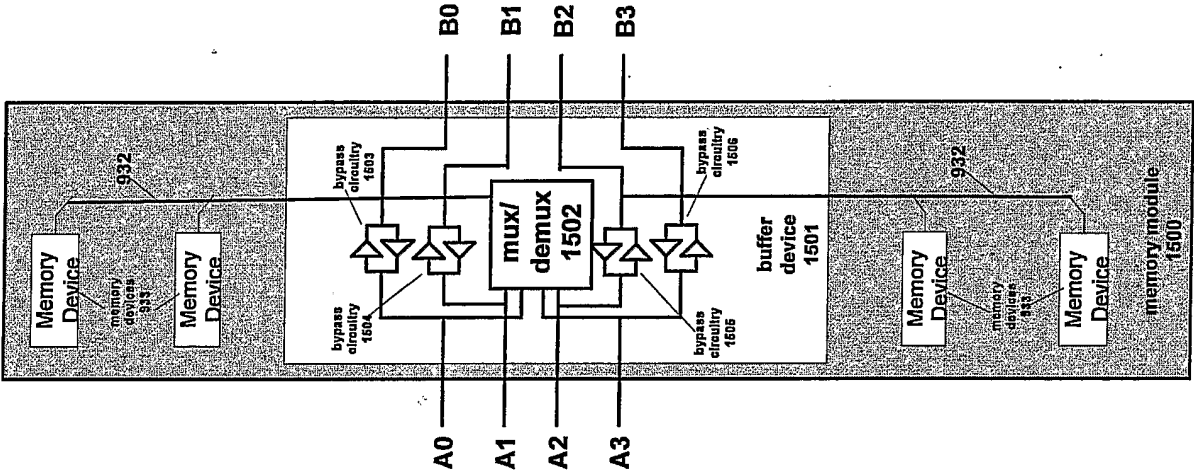 Memory
Device
932
memory
devices
933
Memory
Device
bypass
circuitry
1504
bypass
circuitry
1503
A0
B0
A1
B1
mux/
demux
1502
A2
B2
A3
B3
bypass
circuitry
1505
bypass
circuitry
1506
buffer
device
1501
Memory
Device
932
memory
devices
933
Memory
Device
memory module
1500